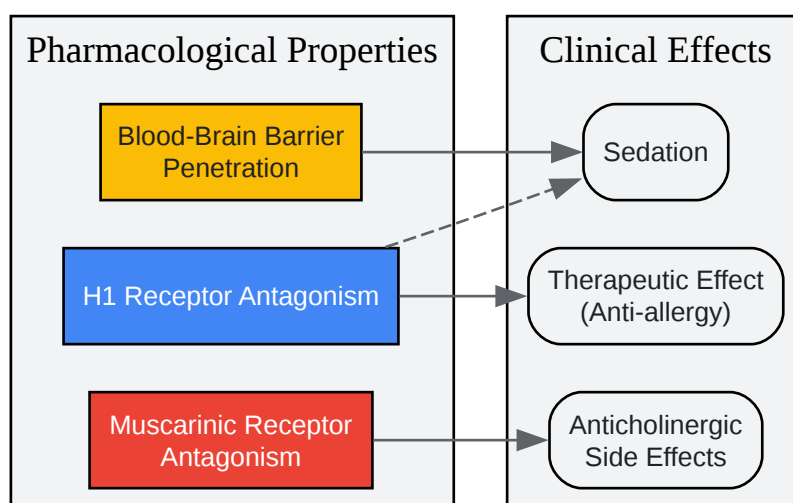 Pharmacological Properties
Clinical Effects
Blood-Brain Barrier
Penetration
Sedation
H1 Receptor Antagonism
Therapeutic Effect
(Anti-allergy)
Muscarinic Receptor
Antagonism
Anticholinergic
Side Effects